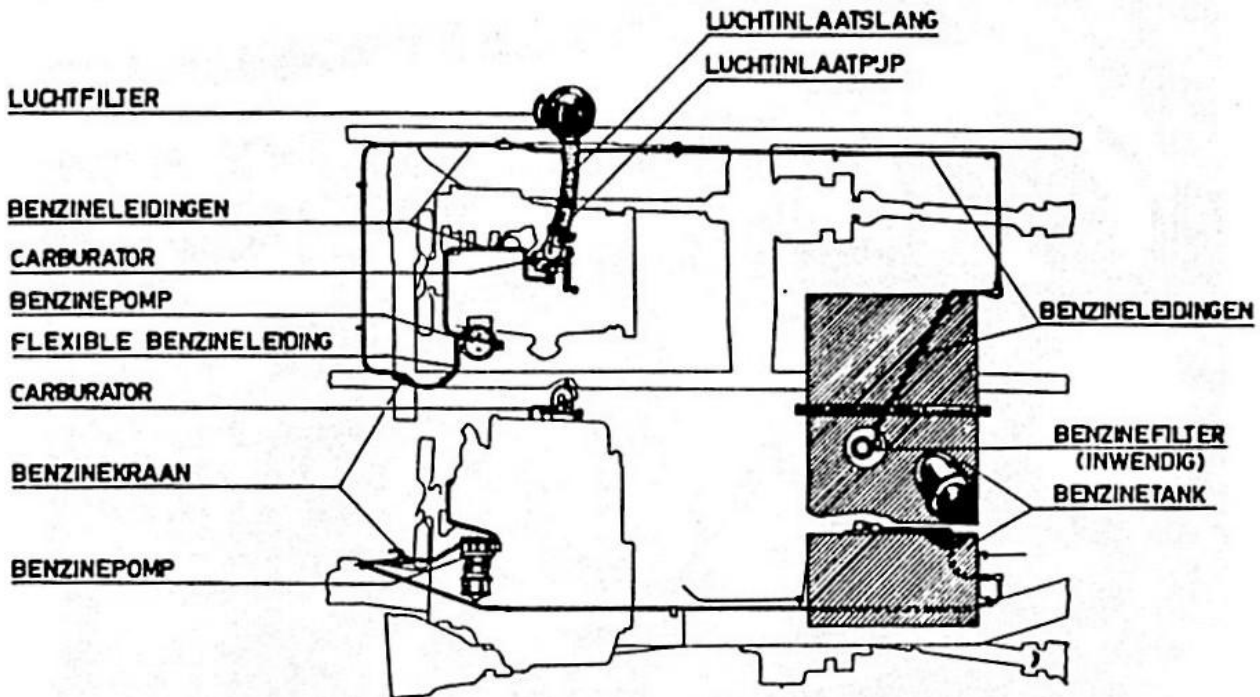 LUCHTINLAATSLANG
LUCHTINLAATPIJP
LUCHTFILTER
BENZINELEIDINGEN
CARBURATOR
BENZINEPOMP
FLEXIBLE BENZINELEIDING
CARBURATOR
BENZINEKRAAN
BENZINEPOMP
BENZINELEIDINGEN
BENZINEFILTER
(INWENDIG)
BENZINETANK